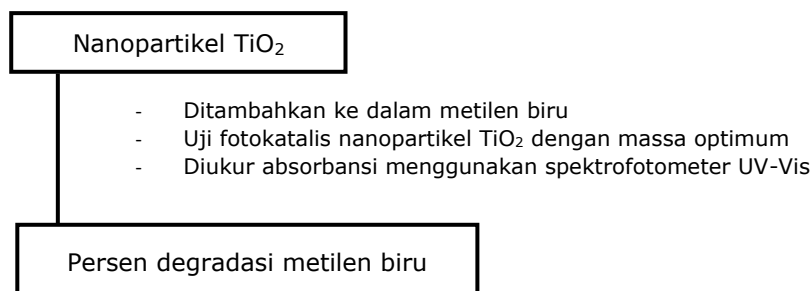 Nanopartikel TiO₂
- Ditambahkan ke dalam metilen biru
- Uji fotokatalis nanopartikel TiO₂ dengan massa optimum
- Diukur absorbansi menggunakan spektrofotometer UV-Vis
Persen degradasi metilen biru